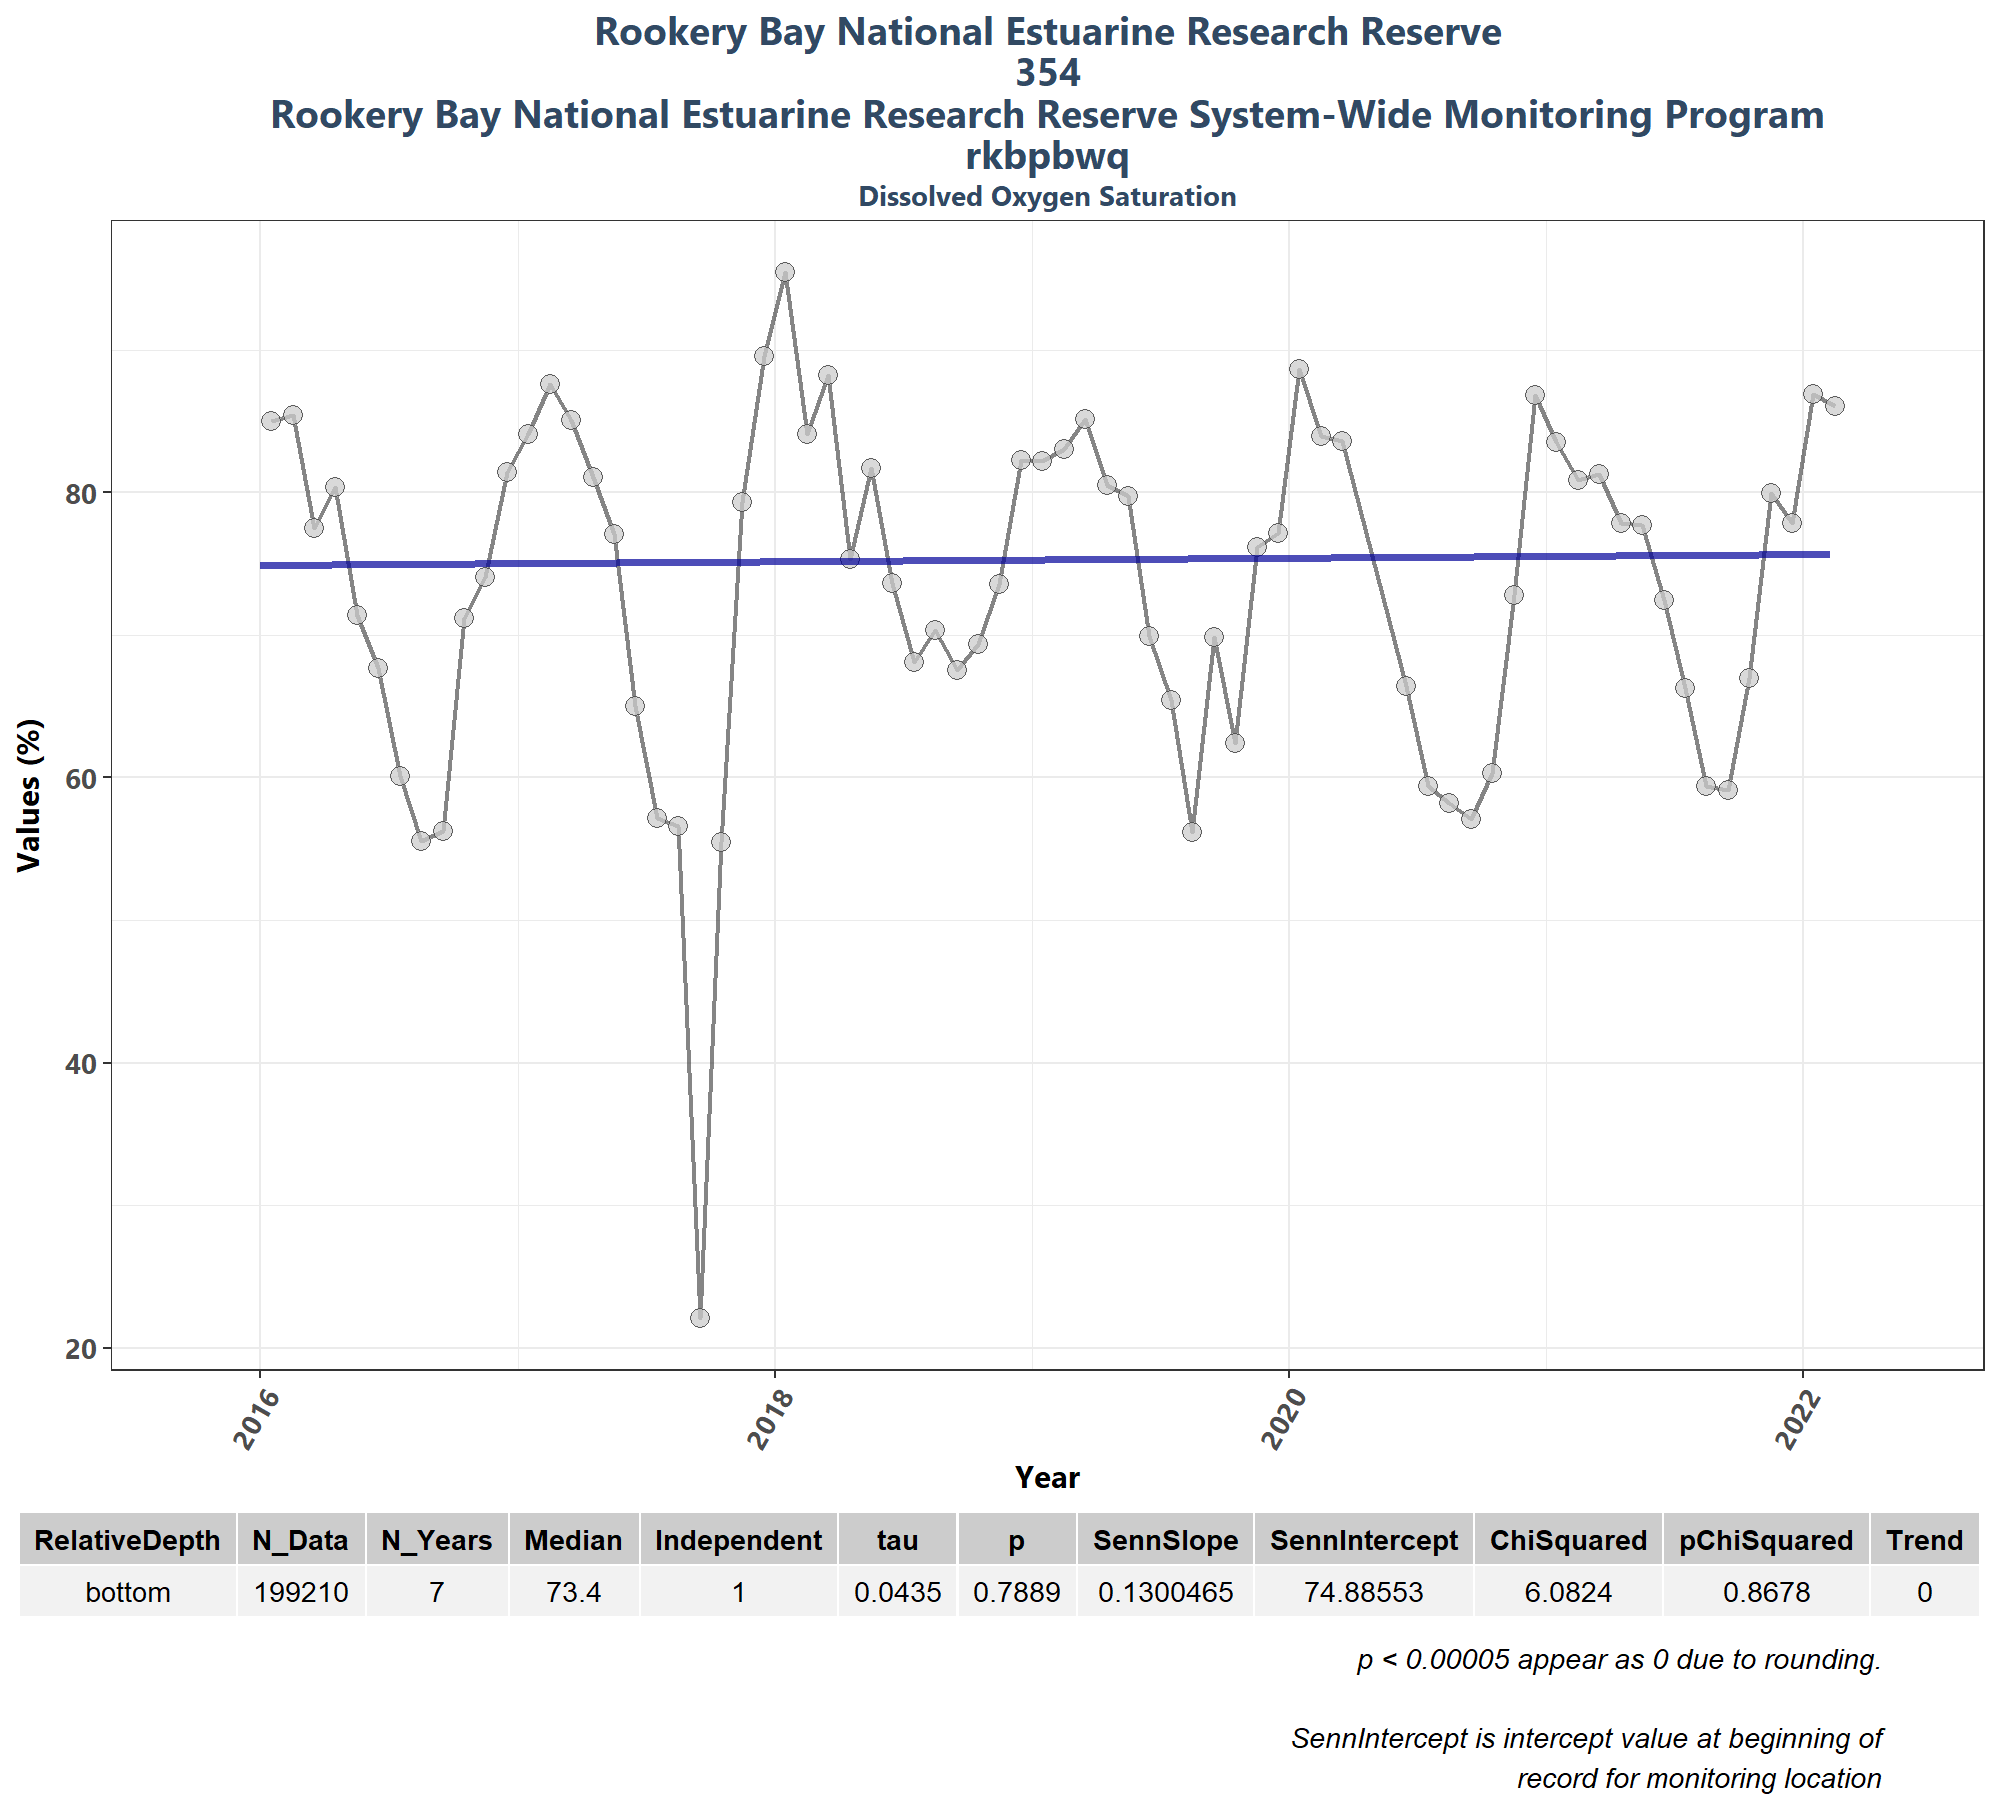 Rookery Bay National Estuarine Research Reserve
354
Rookery Bay National Estuarine Research Reserve System-Wide Monitoring Program
rkbpbwq
Dissolved Oxygen Saturation
Values (%)
80
60
40
20
2016
2018
2020
2022
Year
RelativeDepth N_Data N_Years Median Independent tau p SennSlope SennIntercept ChiSquared pChiSquared Trend
bottom 199210 7 73.4 1 0.0435 0.7889 0.1300465 74.88553 6.0824 0.8678 0
p < 0.00005 appear as 0 due to rounding.
SennIntercept is intercept value at beginning of
record for monitoring location